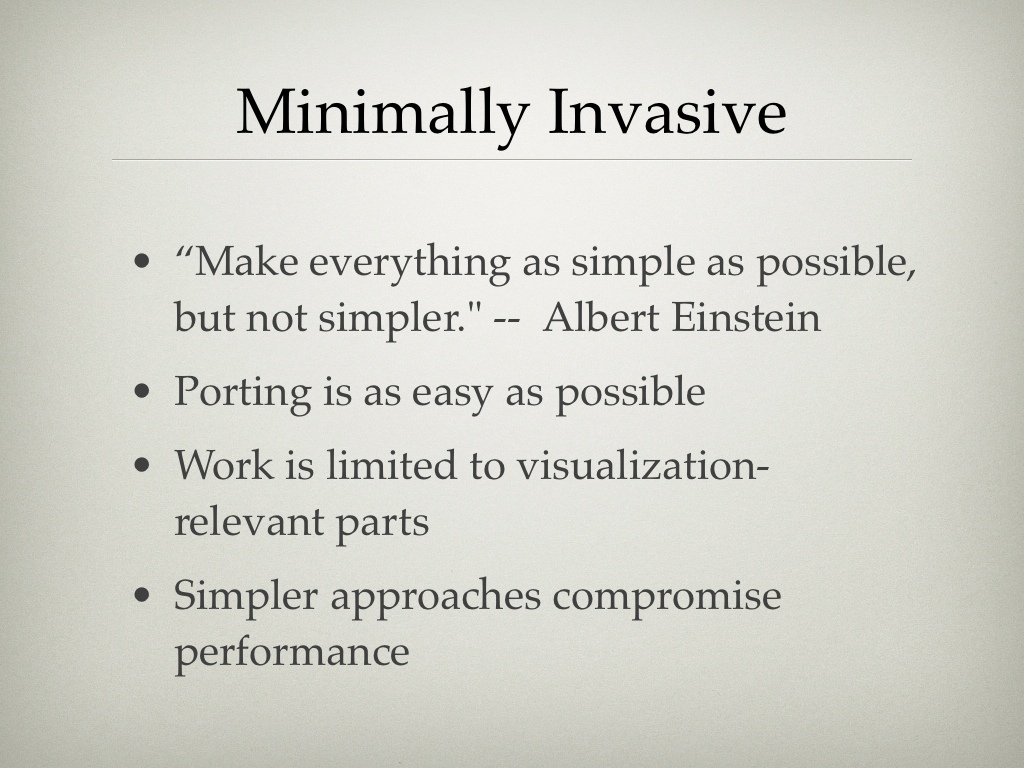 Minimally Invasive
• “Make everything as simple as possible,
but not simpler." --  Albert Einstein
• Porting is as easy as possible
• Work is limited to visualization-
relevant parts
• Simpler approaches compromise
performance